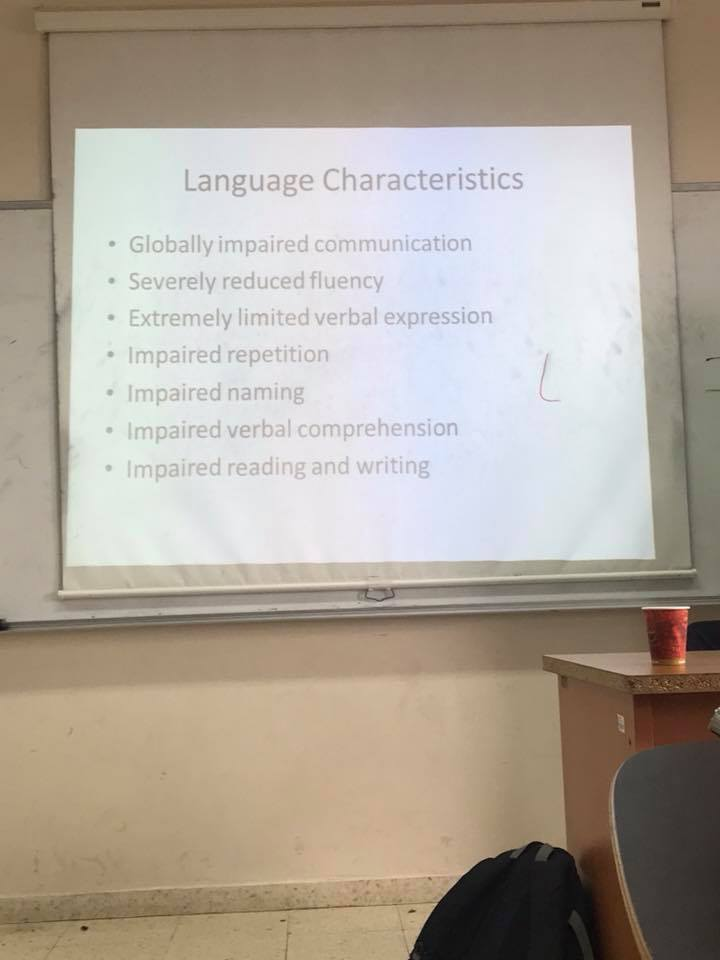 Language Characteristics
• Globally impaired communication
• Severely reduced fluency
• Extremely limited verbal expression
• Impaired repetition
• Impaired naming
• Impaired verbal comprehension
• Impaired reading and writing